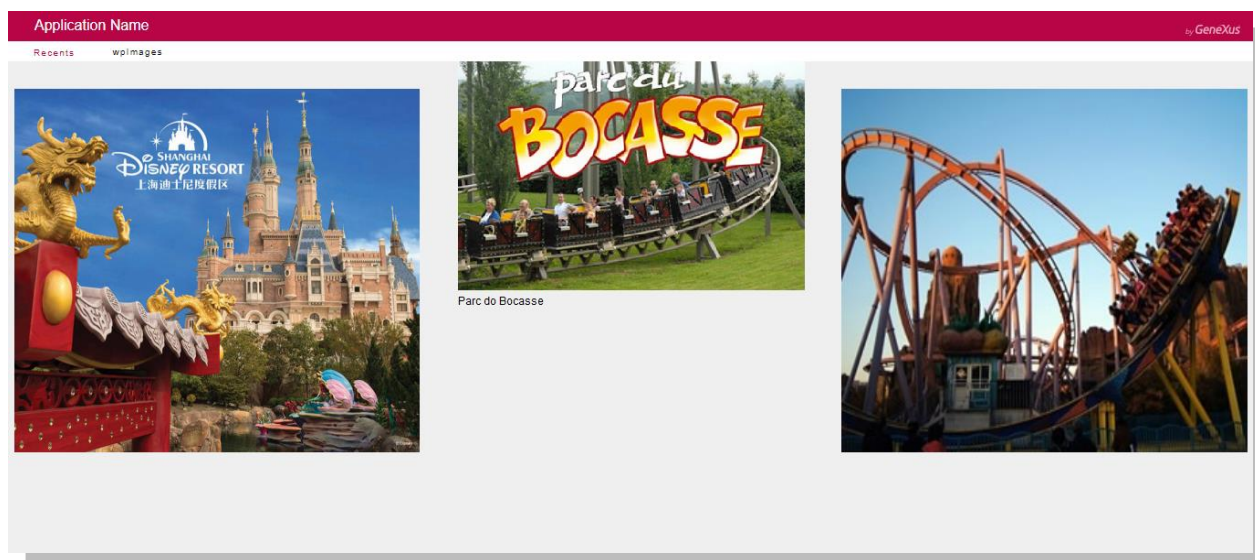 Application Name
by GeneXus
Recents
wpImages
SHANGHAI
DISNEY RESORT
上海迪士尼度假区
parc du
BOCASSE
Parc do Bocasse